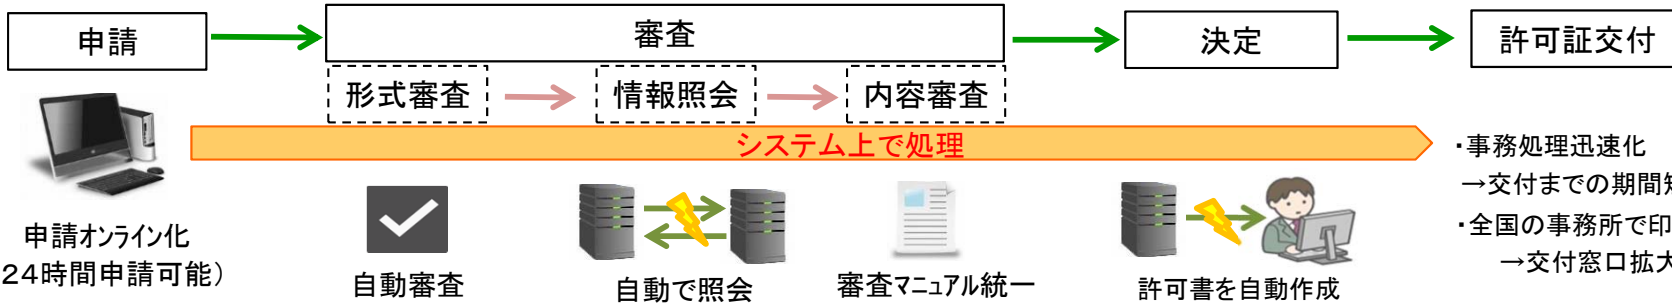 申請
審査
決定
許可証交付
形式審査
情報照会
内容審査
システム上で処理
申請オンライン化
24時間申請可能）
自動審査
自動で照会
審査マニュアル統一
許可書を自動作成
・事務処理迅速化
→交付までの期間
・全国の事務所で印
→交付窓口拡大